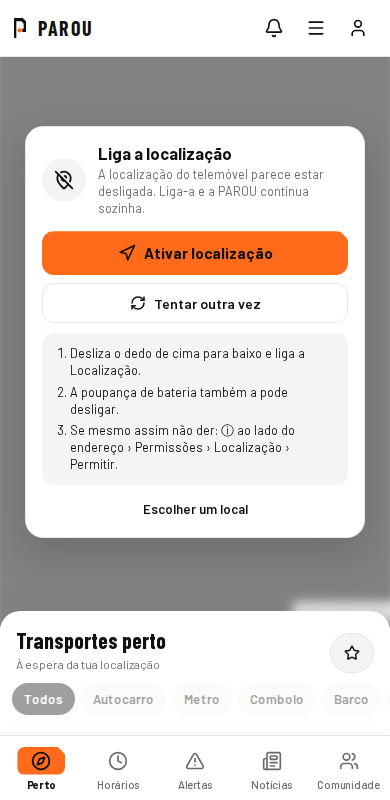 PAROU
Liga a localização
A localização do telemóvel parece estar
desligada. Liga-a e a PAROU continua
sozinha.
Ativar localização
Tentar outra vez
1. Desliza o dedo de cima para baixo e liga a
Localização.
2. A poupança de bateria também a pode
desligar.
3. Se mesmo assim não der: ⓘ ao lado do
endereço › Permissões › Localização ›
Permitir.
Escolher um local
Transportes perto
À espera da tua localização
Todos Autocarro Metro Comboio Barco
Perto Horários Alertas Notícias Comunidade